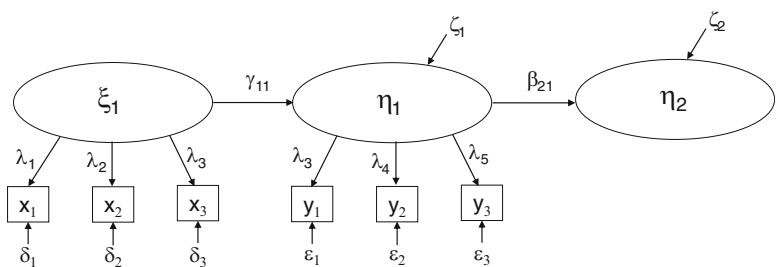 ζ₁ ζ₂
γ₁₁ β₂₁
ξ₁ η₁ η₂
λ₁ λ₂ λ₃ λ₃ λ₄ λ₅
x₁ x₂ x₃ y₁ y₂ y₃
δ₁ δ₂ δ₃ ε₁ ε₂ ε₃